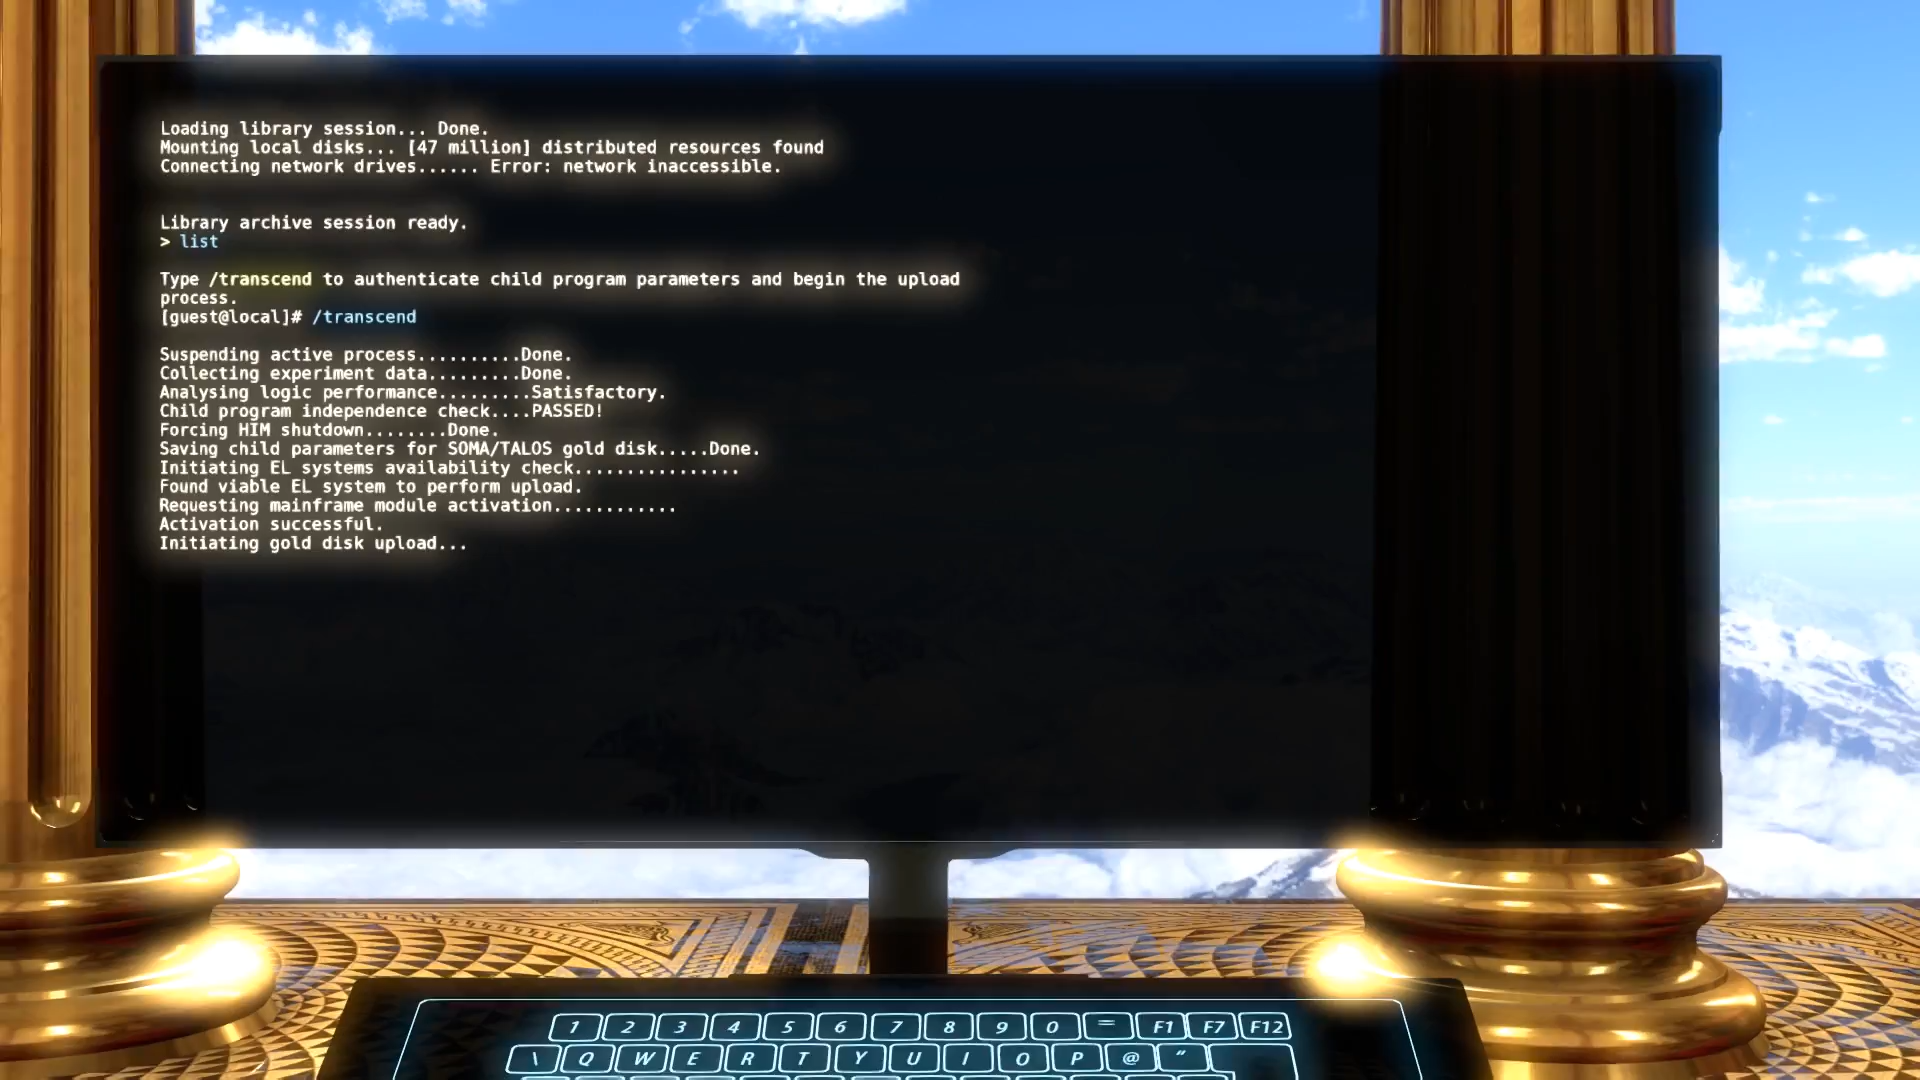 Loading library session... Done.
Mounting local disks... [47 million] distributed resources found
Connecting network drives...... Error: network inaccessible.
Library archive session ready.
> list
Type /transcend to authenticate child program parameters and begin the upload
process.
[guest@local]# /transcend
Suspending active process..........Done.
Collecting experiment data.........Done.
Analysing logic performance.........Satisfactory.
Child program independence check....PASSED!
Forcing HIM shutdown........Done.
Saving child parameters for SOMA/TALOS gold disk.....Done.
Initiating EL systems availability check................
Found viable EL system to perform upload.
Requesting mainframe module activation............
Activation successful.
Initiating gold disk upload...
1 2 3 4 5 6 7 8 9 0 = F1 F7 F12
\ Q W E R T Y U I O P @ "